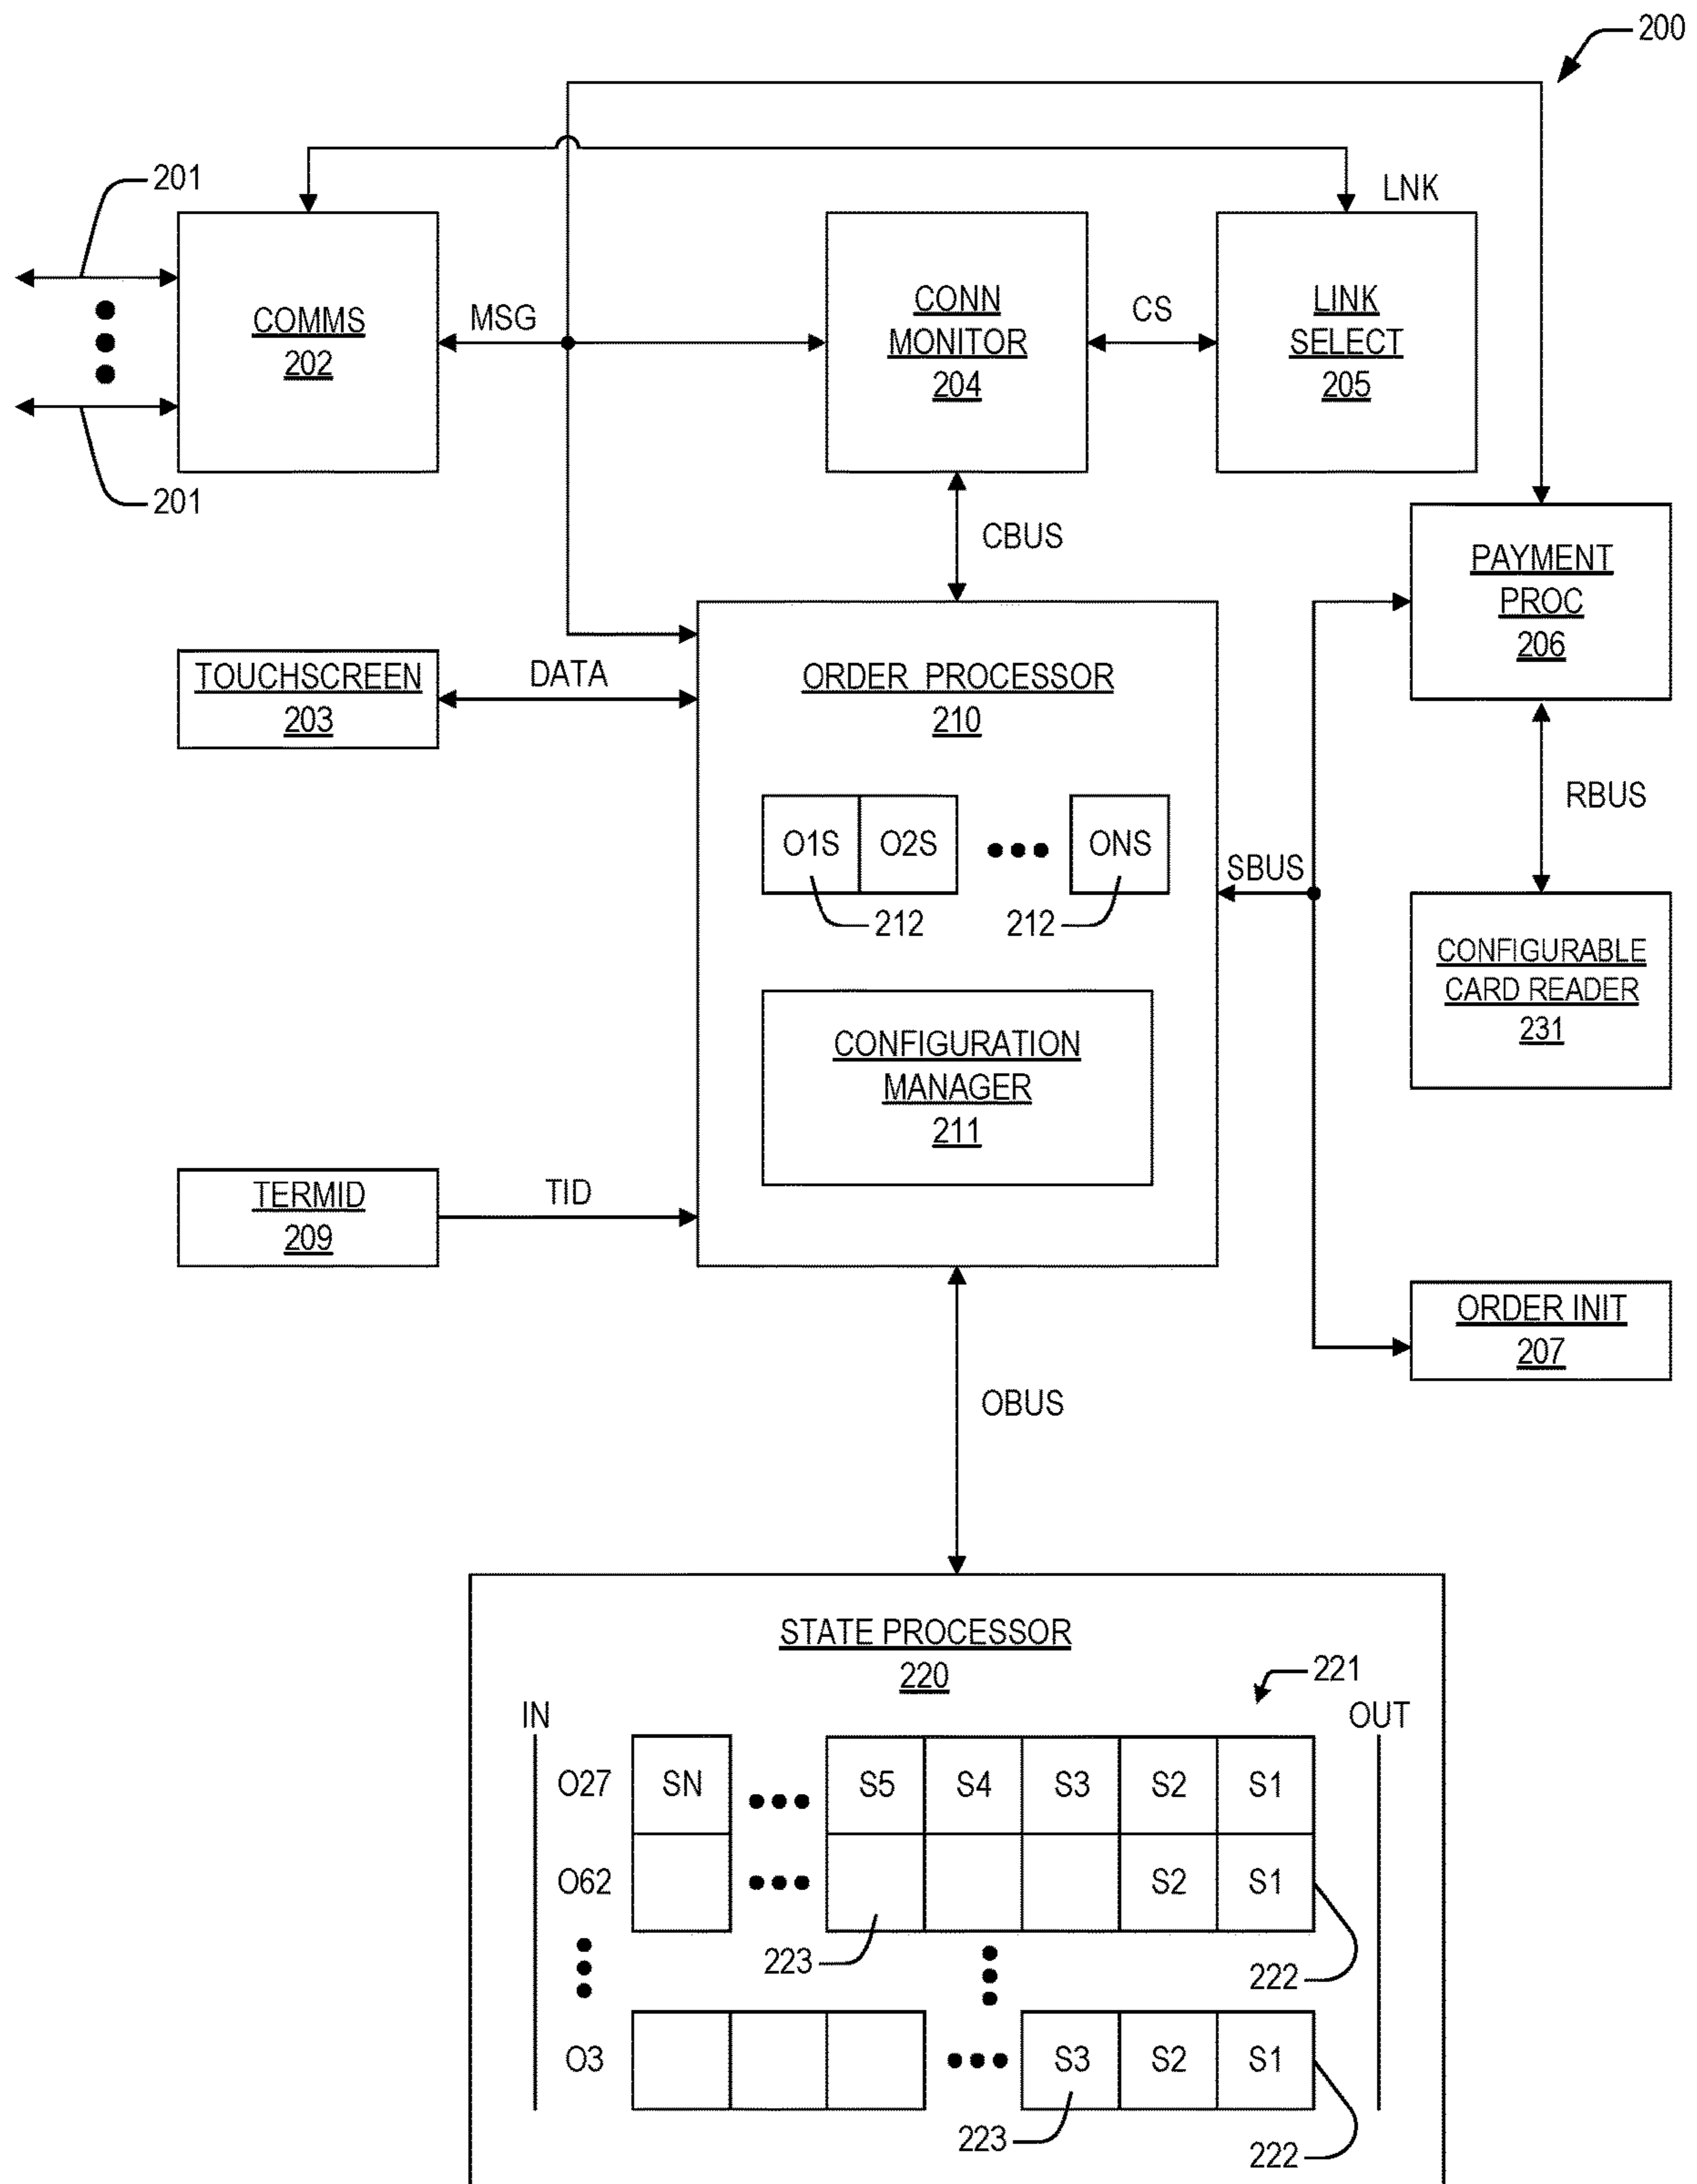 200
201
LNK
COMMS
202
MSG
CONN
MONITOR
204
CS
LINK
SELECT
205
201
CBUS
PAYMENT
PROC
206
TOUCHSCREEN
203
DATA
ORDER PROCESSOR
210
RBUS
O1S O2S ONS
SBUS
212 212
CONFIGURABLE
CARD READER
231
CONFIGURATION
MANAGER
211
TERMID
209
TID
ORDER INIT
207
OBUS
STATE PROCESSOR
220
221
IN OUT
O27 SN S5 S4 S3 S2 S1
O62 S2 S1
223 222
O3 S3 S2 S1
223 222